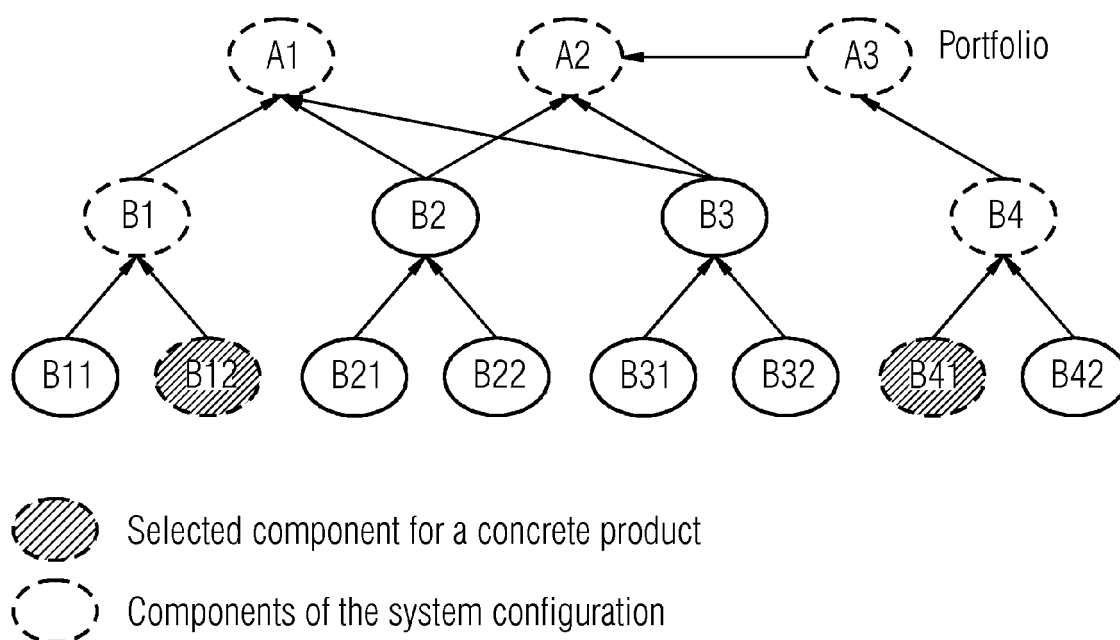 A1 A2 A3 Portfolio
B1 B2 B3 B4
B11 B12 B21 B22 B31 B32 B41 B42
Selected component for a concrete product
Components of the system configuration